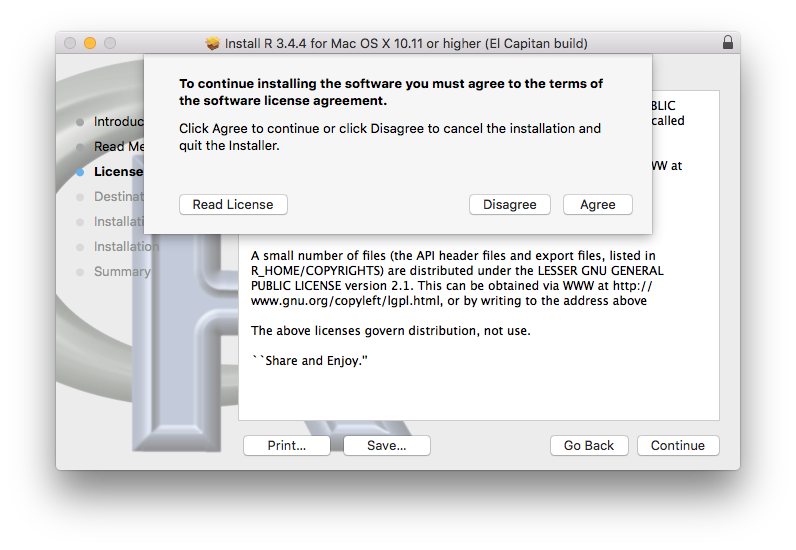 Install R 3.4.4 for Mac OS X 10.11 or higher (El Capitan build)
To continue installing the software you must agree to the terms of
the software license agreement.
Click Agree to continue or click Disagree to cancel the installation and
quit the Installer.
Read License
Disagree
Agree
Introduc
Read Me
License
Destinat
Installati
Installation
Summary
BLIC
called
WW at
A small number of files (the API header files and export files, listed in
R_HOME/COPYRIGHTS) are distributed under the LESSER GNU GENERAL
PUBLIC LICENSE version 2.1. This can be obtained via WWW at http://
www.gnu.org/copyleft/lgpl.html, or by writing to the address above
The above licenses govern distribution, not use.
``Share and Enjoy.''
Print...
Save...
Go Back
Continue